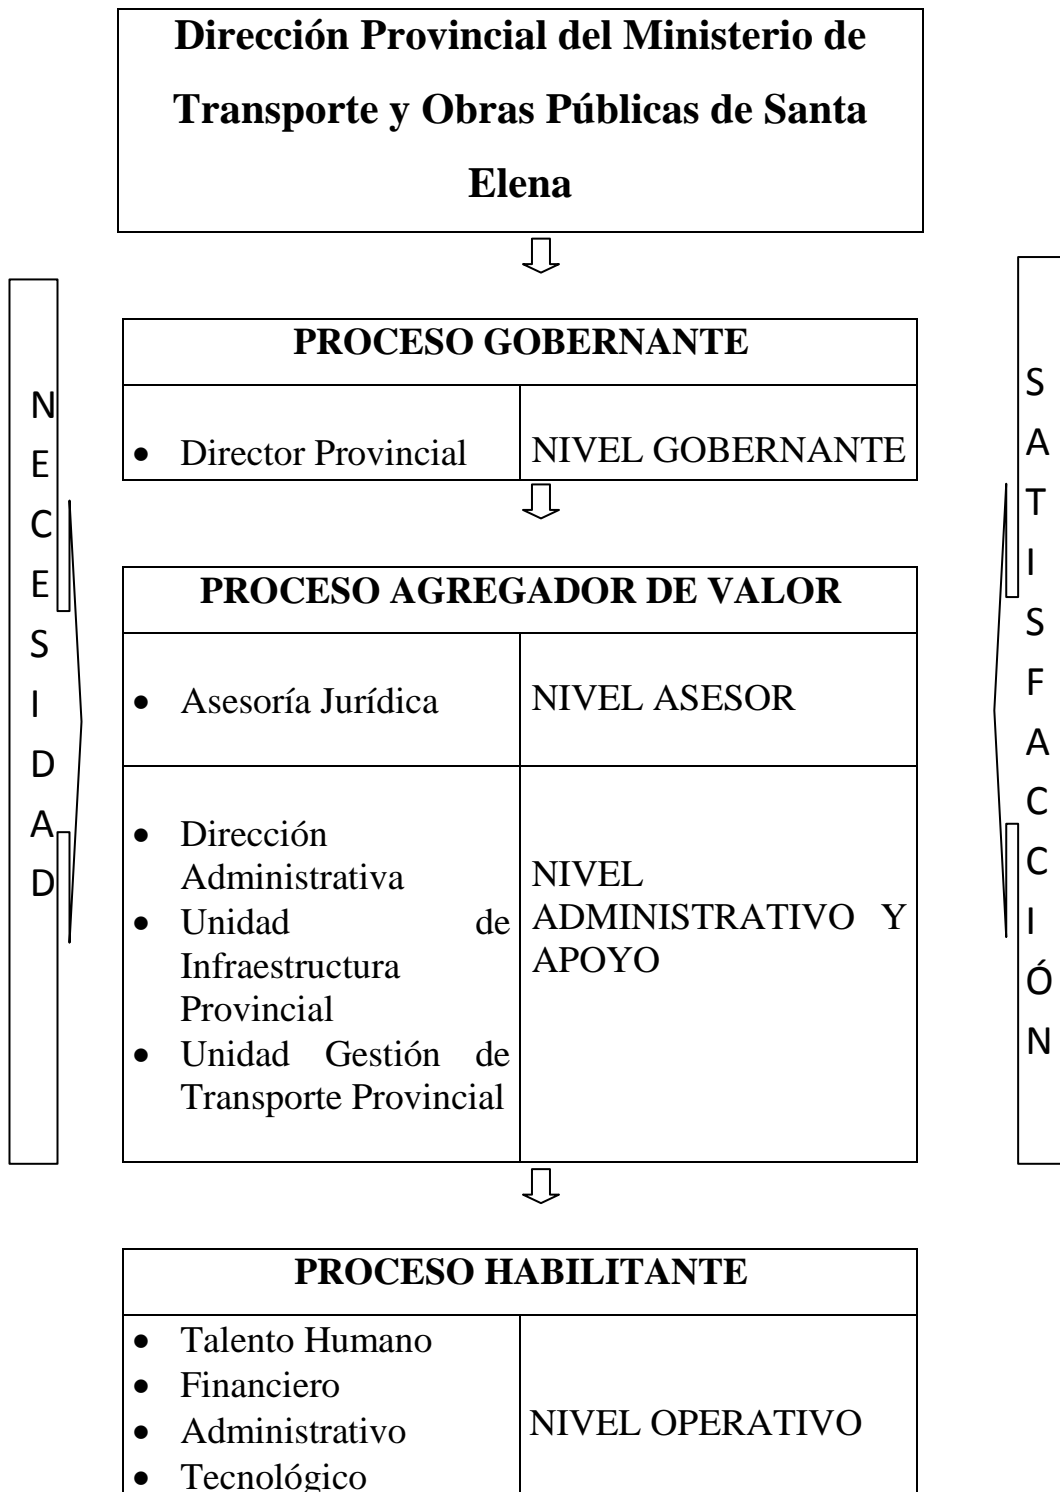 Dirección Provincial del Ministerio de
Transporte y Obras Públicas de Santa
Elena
NECESIDAD
PROCESO GOBERNANTE
• Director Provincial
NIVEL GOBERNANTE
PROCESO AGREGADOR DE VALOR
• Asesoría Jurídica
NIVEL ASESOR
• Dirección
Administrativa
• Unidad de
Infraestructura
Provincial
• Unidad Gestión de
Transporte Provincial
NIVEL
ADMINISTRATIVO Y
APOYO
PROCESO HABILITANTE
• Talento Humano
• Financiero
• Administrativo
• Tecnológico
NIVEL OPERATIVO
SATISFACCIÓN